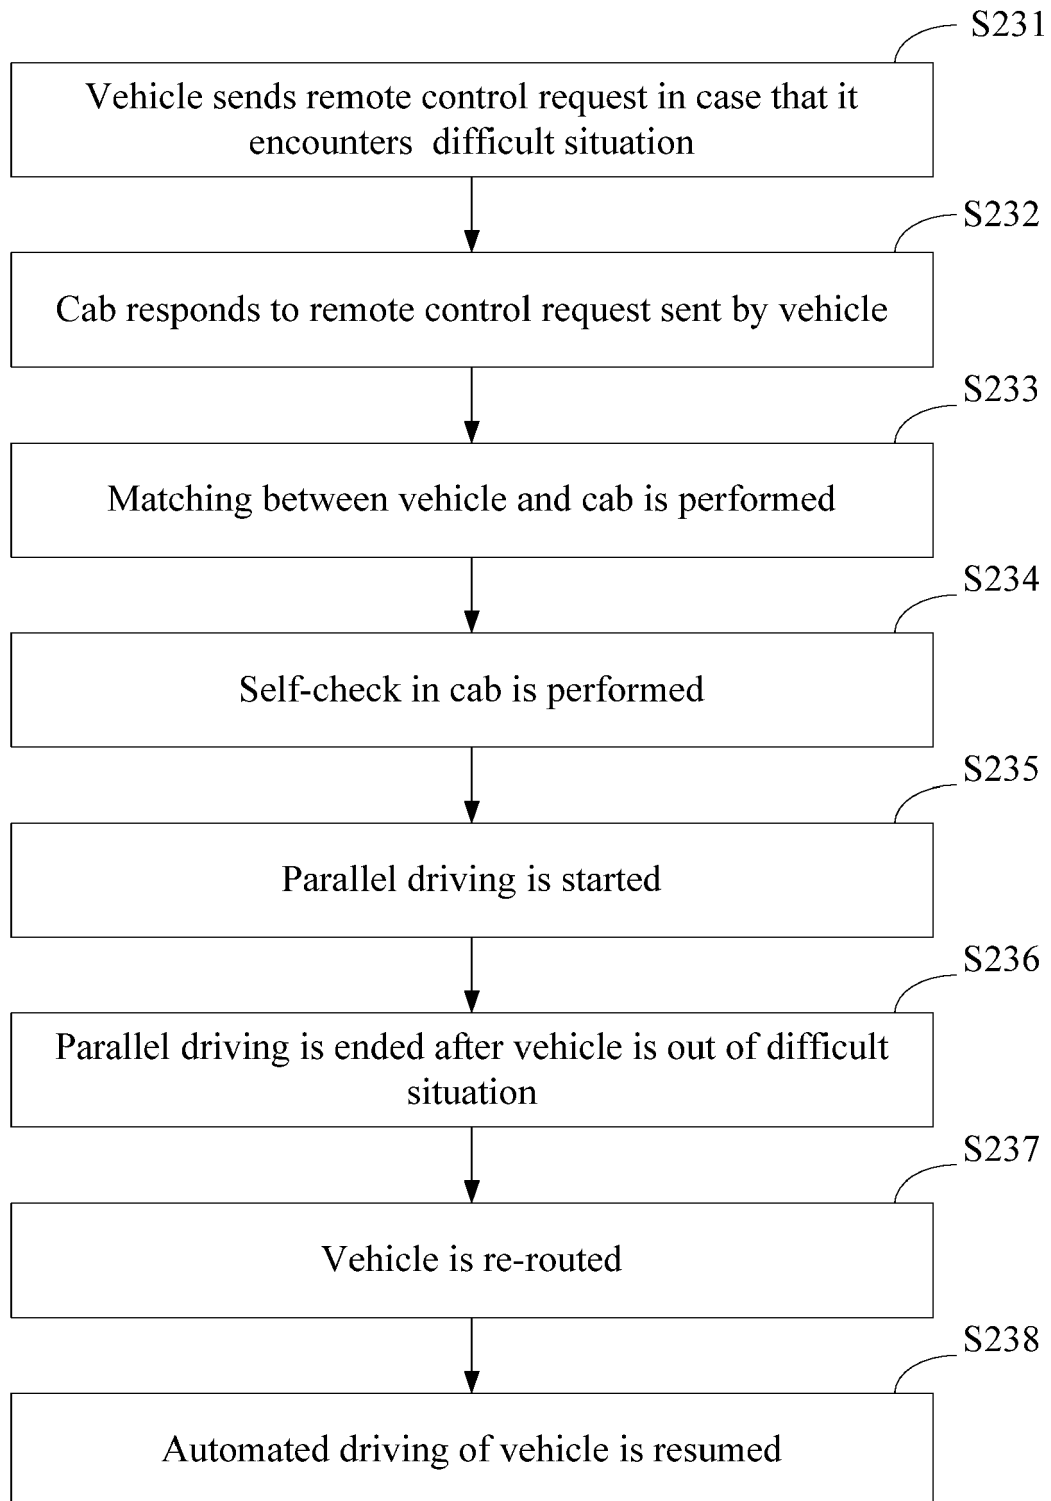 S231
Vehicle sends remote control request in case that it
encounters difficult situation
S232
Cab responds to remote control request sent by vehicle
S233
Matching between vehicle and cab is performed
S234
Self-check in cab is performed
S235
Parallel driving is started
S236
Parallel driving is ended after vehicle is out of difficult
situation
S237
Vehicle is re-routed
S238
Automated driving of vehicle is resumed